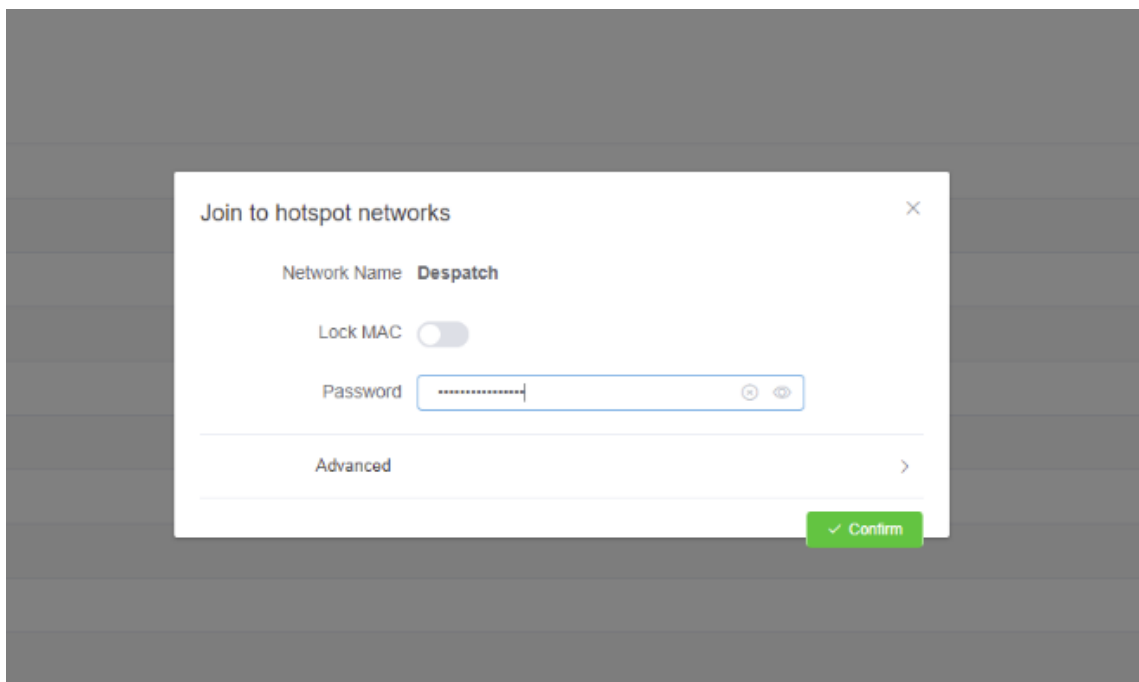 Join to hotspot networks
Network Name Despatch
Lock MAC
Password ••••••••••••••••
Advanced
Confirm